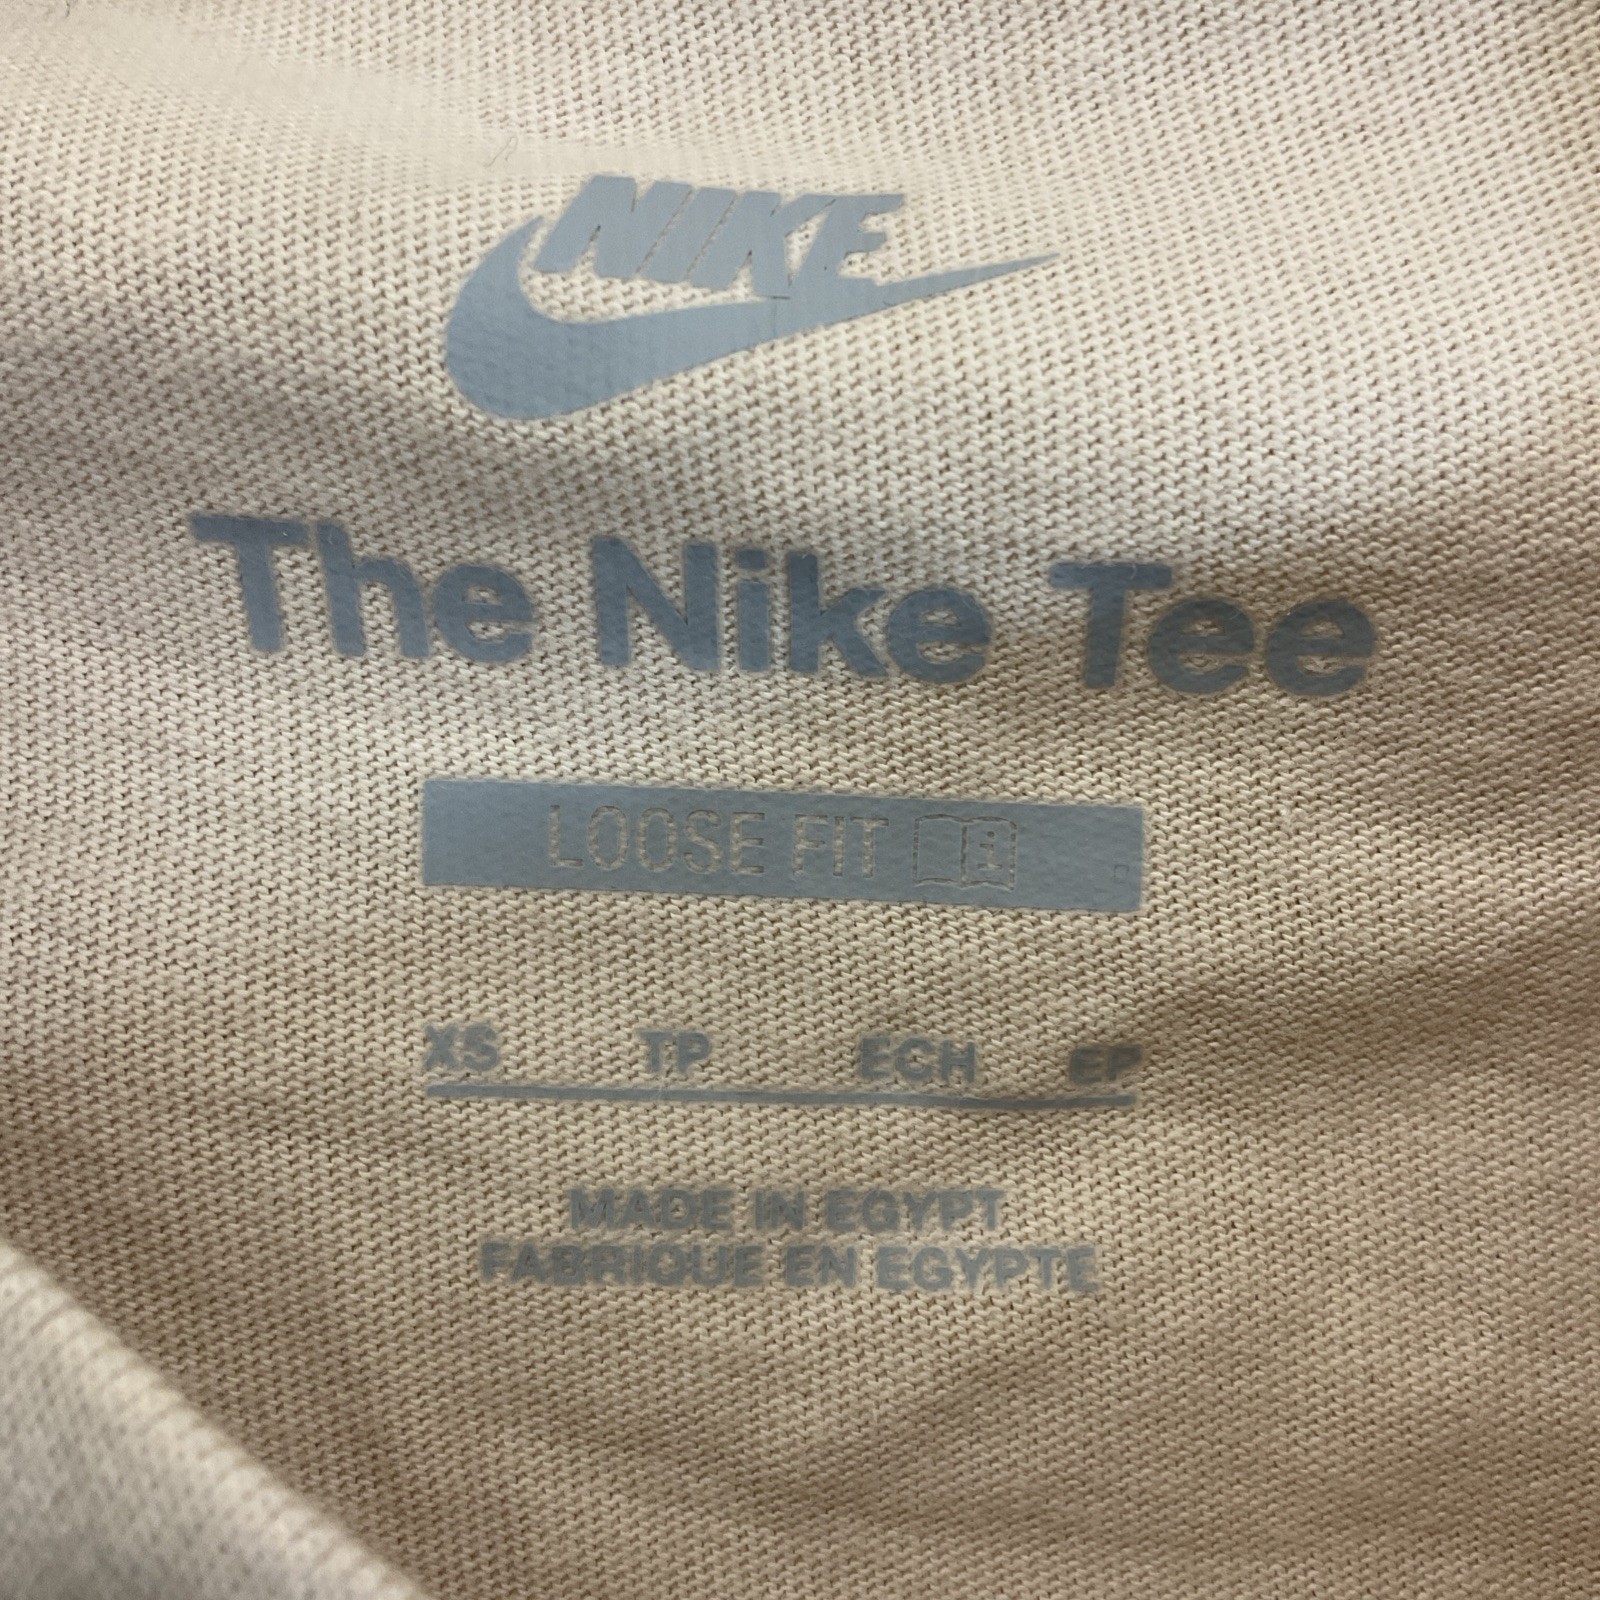 NIKE
The Nike Tee
LOOSE FIT
XS TP ECH EP
MADE IN EGYPT
FABRIQUE EN EGYPTE